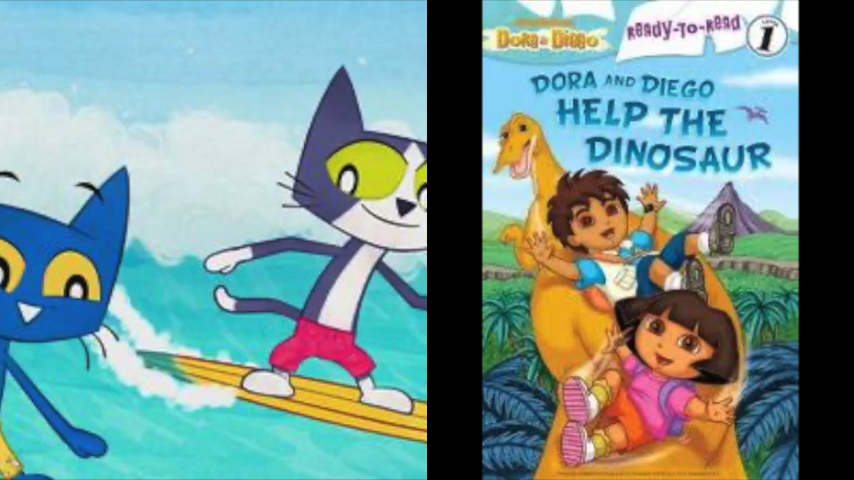 Dora & Diego
Ready-to-Read
1
Dora and Diego
Help the
Dinosaur